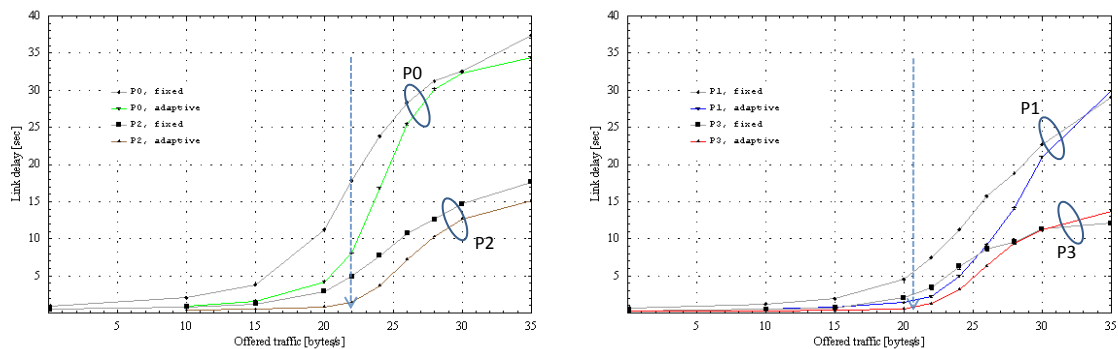 40
35
30
25
20
15
10
5
5 10 15 20 25 30 35
Link delay [sec]
Offered traffic [bytes/s]
P0, fixed
P0, adaptive
P2, fixed
P2, adaptive
P0
P2
40
35
30
25
20
15
10
5
5 10 15 20 25 30 35
Link delay [sec]
Offered traffic [bytes/s]
P1, fixed
P1, adaptive
P3, fixed
P3, adaptive
P1
P3